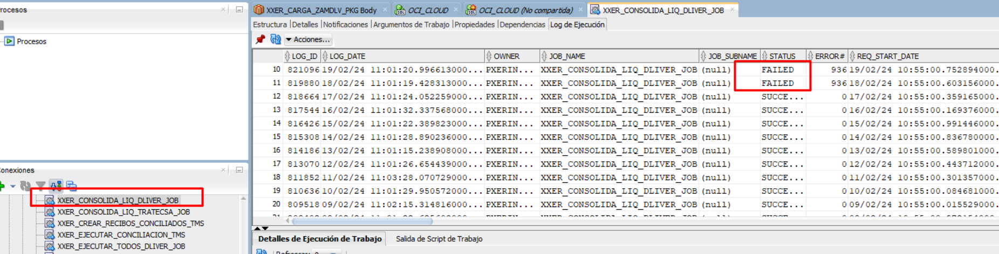 rocesos
Procesos
onexiones
XXER_CONSOLIDA_LIQ_DLIVER_JOB
XXER_CONSOLIDA_LIQ_TRATECSA_JOB
XXER_CREAR_RECIBOS_CONCILIADOS_TMS
XXER_EJECUTAR_CONCILIACION_TMS
XXER_EJECUTAR_TODOS_DLIVER_JOB
XXER_CARGA_ZAMDLV_PKG Body OCI_CLOUD OCI_CLOUD (No compartida) XXER_CONSOLIDA_LIQ_DLIVER_JOB
Estructura |Detalles |Notificaciones |Argumentos de Trabajo |Propiedades |Dependencias Log de Ejecución
Acciones...
LOG_ID LOG_DATE OWNER JOB_NAME JOB_SUBNAME STATUS ERROR# REQ_START_DATE
10 821096 19/02/24 11:01:20.996613000... PXERIN... XXER_CONSOLIDA_LIQ_DLIVER_JOB (null) FAILED 936 19/02/24 10:55:00.752894000.
11 819880 18/02/24 11:01:19.428313000... PXERIN... XXER_CONSOLIDA_LIQ_DLIVER_JOB (null) FAILED 936 18/02/24 10:55:00.603156000.
12 818664 17/02/24 11:01:24.052259000... PXERIN... XXER_CONSOLIDA_LIQ_DLIVER_JOB (null) SUCCE... 0 17/02/24 10:55:00.359165000.
13 817544 16/02/24 11:01:32.337568000... PXERIN... XXER_CONSOLIDA_LIQ_DLIVER_JOB (null) SUCCE... 0 16/02/24 10:55:00.169376000.
14 816426 15/02/24 11:01:22.389823000... PXERIN... XXER_CONSOLIDA_LIQ_DLIVER_JOB (null) SUCCE... 0 15/02/24 10:55:00.991446000.
15 815308 14/02/24 11:01:28.890236000... PXERIN... XXER_CONSOLIDA_LIQ_DLIVER_JOB (null) SUCCE... 0 14/02/24 10:55:00.836780000.
16 814186 13/02/24 11:01:15.238908000... PXERIN... XXER_CONSOLIDA_LIQ_DLIVER_JOB (null) SUCCE... 0 13/02/24 10:55:00.589801000.
17 813070 12/02/24 11:01:26.654439000... PXERIN... XXER_CONSOLIDA_LIQ_DLIVER_JOB (null) SUCCE... 0 12/02/24 10:55:00.443712000.
18 811852 11/02/24 11:03:28.070729000... PXERIN... XXER_CONSOLIDA_LIQ_DLIVER_JOB (null) SUCCE... 0 11/02/24 10:55:00.301357000.
19 810636 10/02/24 11:01:29.950572000... PXERIN... XXER_CONSOLIDA_LIQ_DLIVER_JOB (null) SUCCE... 0 10/02/24 10:55:00.084681000.
20 809518 09/02/24 11:02:15.314816000... PXERIN... XXER_CONSOLIDA_LIQ_DLIVER_JOB (null) SUCCE... 0 09/02/24 10:55:00.015529000.
Detalles de Ejecución de Trabajo Salida de Script de Trabajo